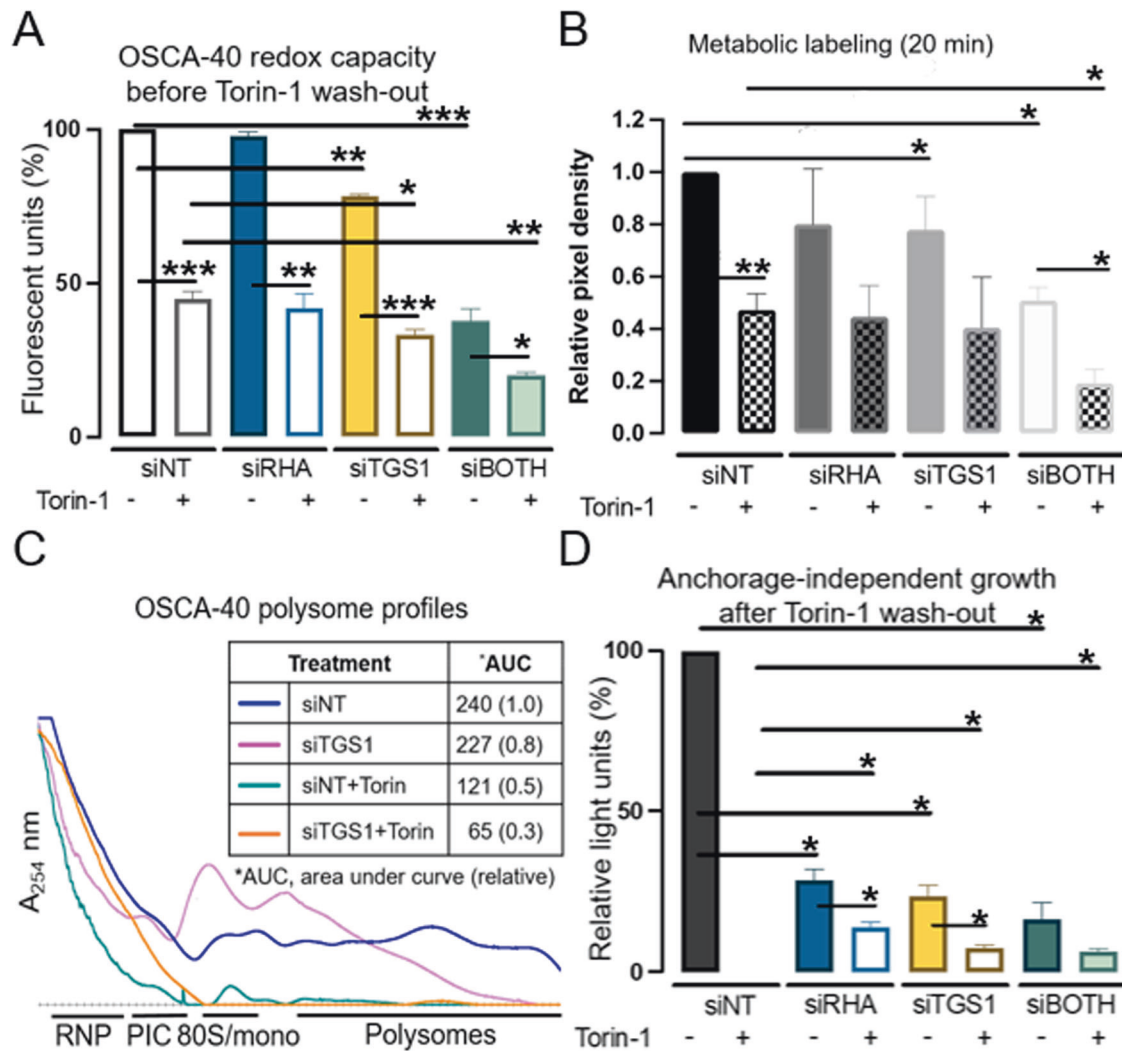 A
OSCA-40 redox capacity
before Torin-1 wash-out
Fluorescent units (%)
100
50
0
***
**
*
**
***
**
***
*
siNT siRHA siTGS1 siBOTH
Torin-1 - + - + - + - +
B
Metabolic labeling (20 min)
Relative pixel density
1.2
1.0
0.8
0.6
0.4
0.2
0.0
*
*
*
**
*
siNT siRHA siTGS1 siBOTH
Torin-1 - + - + - + - +
C
OSCA-40 polysome profiles
Treatment *AUC
siNT 240 (1.0)
siTGS1 227 (0.8)
siNT+Torin 121 (0.5)
siTGS1+Torin 65 (0.3)
*AUC, area under curve (relative)
A254 nm
RNP PIC 80S/mono Polysomes
D
Anchorage-independent growth
after Torin-1 wash-out
Relative light units (%)
100
50
0
*
*
*
*
*
*
*
*
siNT siRHA siTGS1 siBOTH
Torin-1 - + - + - + - +